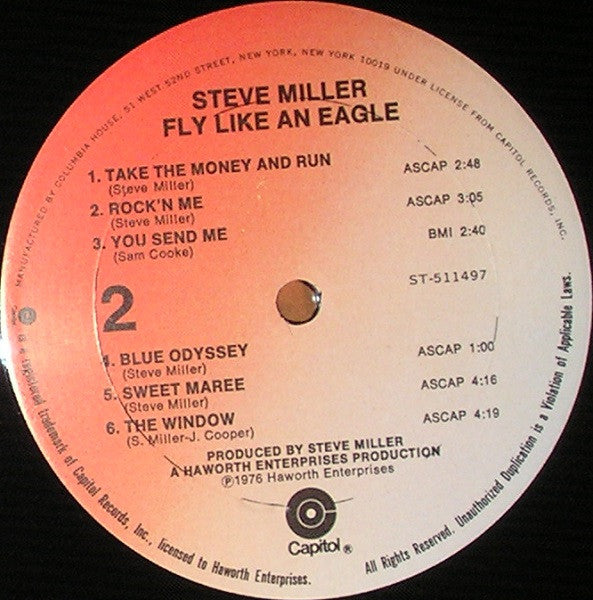 MANUFACTURED BY COLUMBIA HOUSE, 51 WEST 52ND STREET, NEW YORK, NEW YORK 10019 UNDER LICENSE FROM CAPITOL RECORDS, INC.
STEVE MILLER
FLY LIKE AN EAGLE
1. TAKE THE MONEY AND RUN ASCAP 2:48
(Steve Miller)
2. ROCK'N ME ASCAP 3:05
(Steve Miller)
3. YOU SEND ME BMI 2:40
(Sam Cooke)
ST-511497
2
4. BLUE ODYSSEY ASCAP 1:00
(Steve Miller)
5. SWEET MAREE ASCAP 4:16
(Steve Miller)
6. THE WINDOW ASCAP 4:19
(S. Miller-J. Cooper)
PRODUCED BY STEVE MILLER
A HAWORTH ENTERPRISES PRODUCTION
Ⓟ1976 Haworth Enterprises
Capitol®
Capitol is a registered trademark of Capitol Records, Inc., licensed to Haworth Enterprises.
All Rights Reserved. Unauthorized Duplication is a Violation of Applicable Laws.